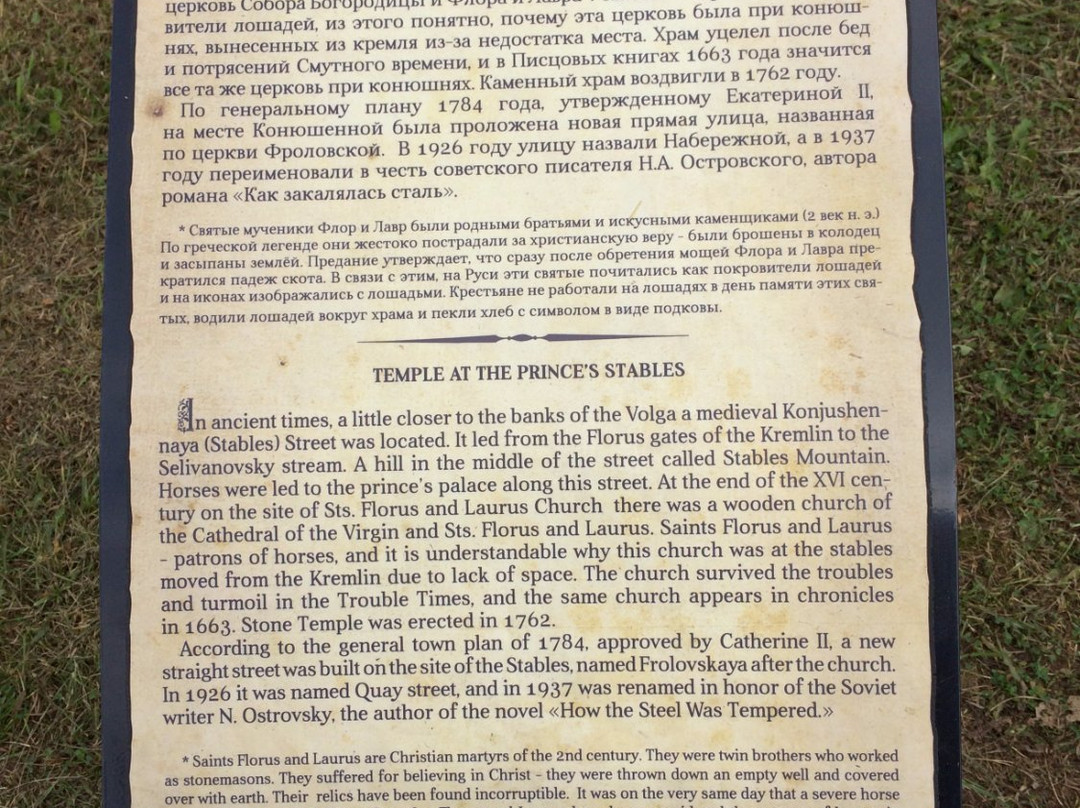 церковь Собора Богородицы и Флора и Лавра
вители лошадей, из этого понятно, почему эта церковь была при конюш-
нях, вынесенных из кремля из-за недостатка места. Храм уцелел после бед
и потрясений Смутного времени, и в Писцовых книгах 1663 года значится
все та же церковь при конюшнях. Каменный храм воздвигли в 1762 году.
По генеральному плану 1784 года, утвержденному Екатериной II,
на месте Конюшенной была проложена новая прямая улица, названная
по церкви Фроловской. В 1926 году улицу назвали Набережной, а в 1937
году переименовали в честь советского писателя Н.А. Островского, автора
романа «Как закалялась сталь».
* Святые мученики Флор и Лавр были родными братьями и искусными каменщиками (2 век н. э.)
По греческой легенде они жестоко пострадали за христианскую веру - были брошены в колодец
и засыпаны землёй. Предание утверждает, что сразу после обретения мощей Флора и Лавра пре-
кратился падеж скота. В связи с этим, на Руси эти святые почитались как покровители лошадей
и на иконах изображались с лошадьми. Крестьяне не работали на лошадях в день памяти этих свя-
тых, водили лошадей вокруг храма и пекли хлеб с символом в виде подковы.
TEMPLE AT THE PRINCE'S STABLES
In ancient times, a little closer to the banks of the Volga a medieval Konjushen-
naya (Stables) Street was located. It led from the Florus gates of the Kremlin to the
Selivanovsky stream. A hill in the middle of the street called Stables Mountain.
Horses were led to the prince's palace along this street. At the end of the XVI cen-
tury on the site of Sts. Florus and Laurus Church there was a wooden church of
the Cathedral of the Virgin and Sts. Florus and Laurus. Saints Florus and Laurus
- patrons of horses, and it is understandable why this church was at the stables
moved from the Kremlin due to lack of space. The church survived the troubles
and turmoil in the Trouble Times, and the same church appears in chronicles
in 1663. Stone Temple was erected in 1762.
According to the general town plan of 1784, approved by Catherine II, a new
straight street was built on the site of the Stables, named Frolovskaya after the church.
In 1926 it was named Quay street, and in 1937 was renamed in honor of the Soviet
writer N. Ostrovsky, the author of the novel «How the Steel Was Tempered.»
* Saints Florus and Laurus are Christian martyrs of the 2nd century. They were twin brothers who worked
as stonemasons. They suffered for believing in Christ - they were thrown down an empty well and covered
over with earth. Their relics have been found incorruptible. It was on the very same day that a severe horse